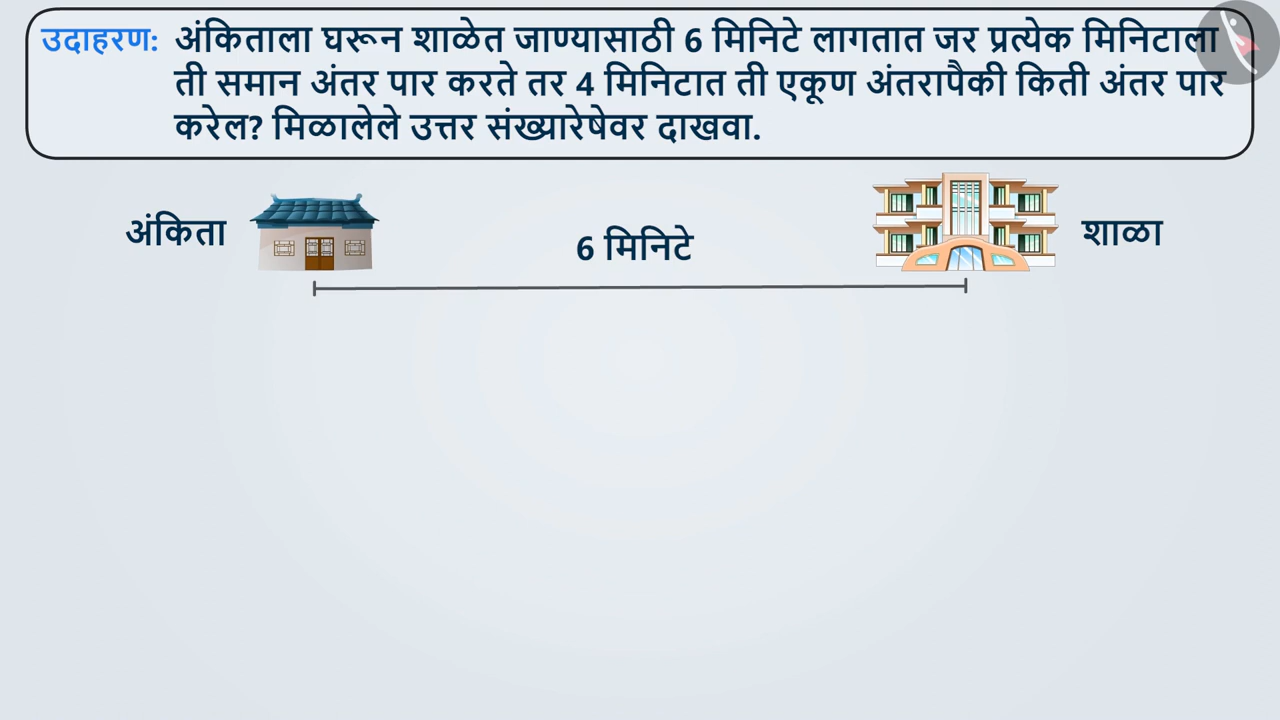 उदाहरण: अंकिताला घरून शाळेत जाण्यासाठी 6 मिनिटे लागतात जर प्रत्येक मिनिटाला
ती समान अंतर पार करते तर 4 मिनिटात ती एकूण अंतरापैकी किती अंतर पार
करेल? मिळालेले उत्तर संख्यारेषेवर दाखवा.
अंकिता
6 मिनिटे
शाळा